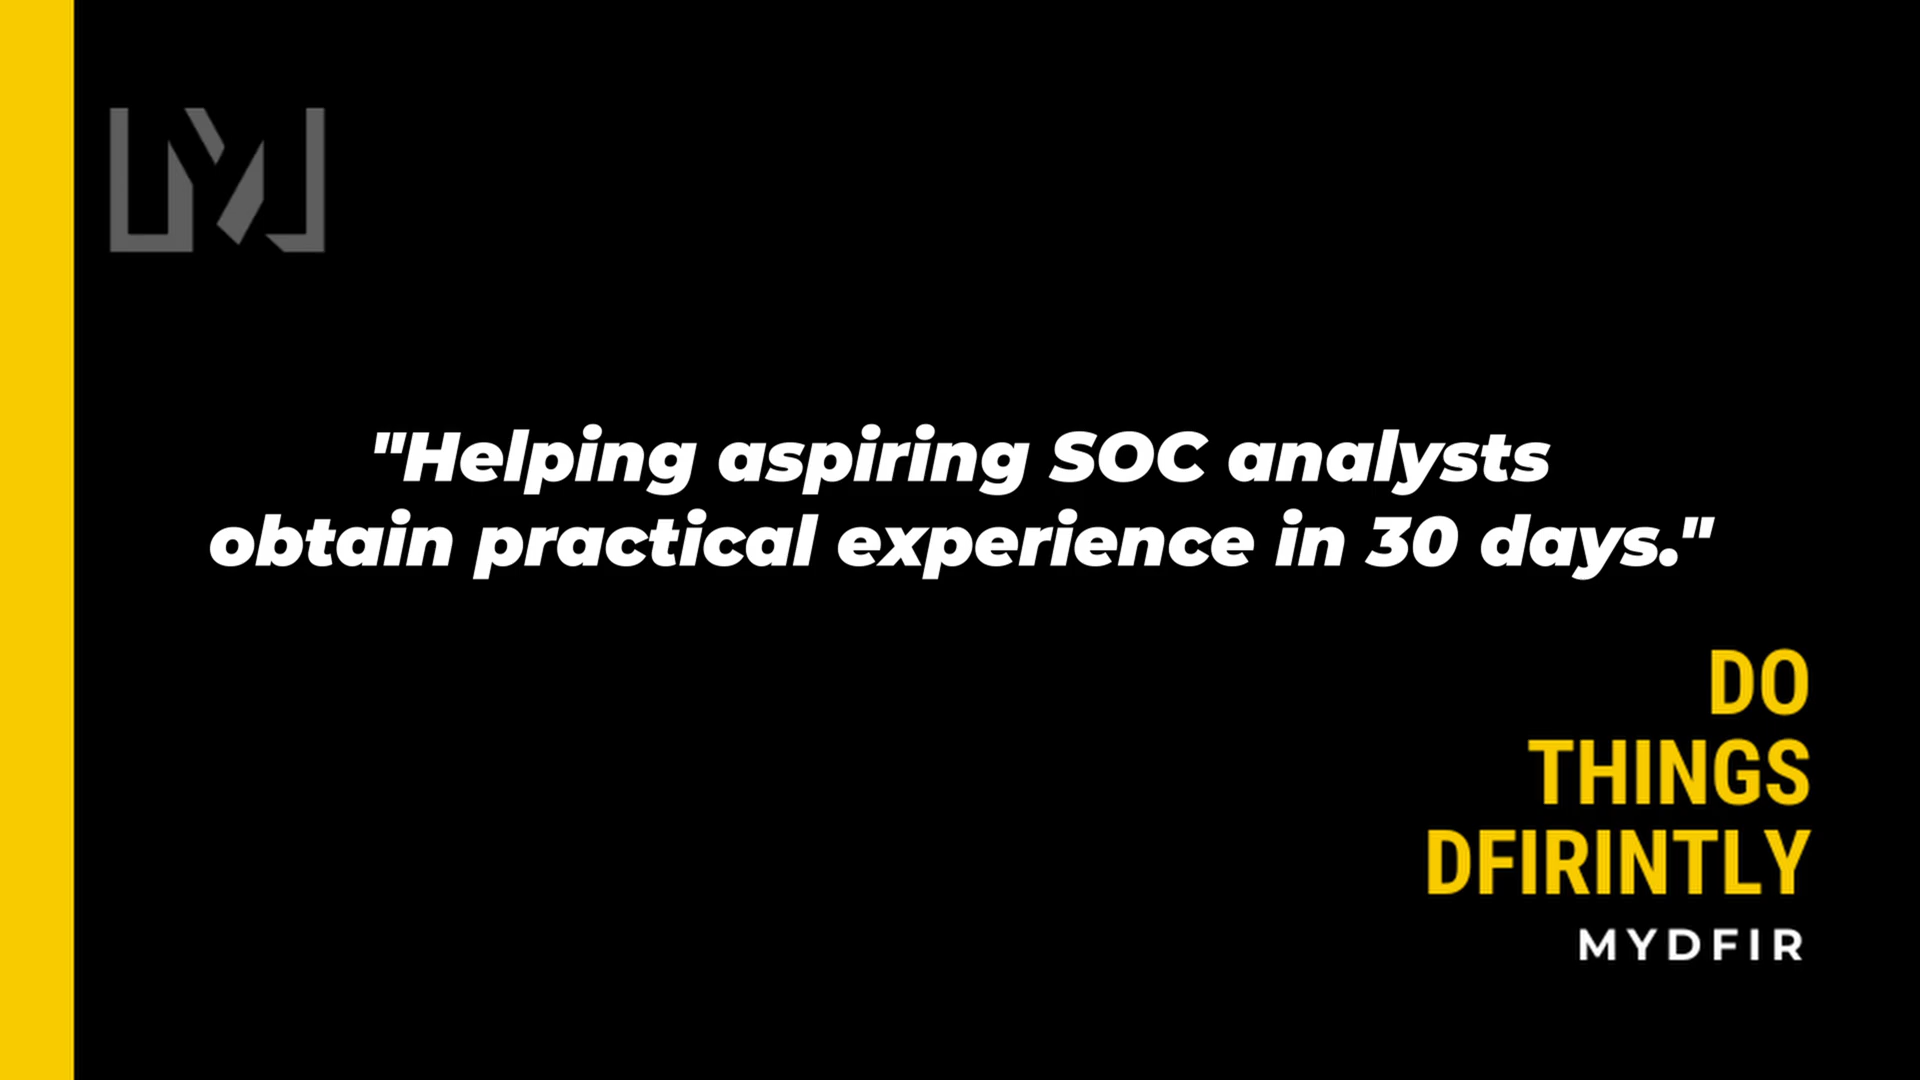 "Helping aspiring SOC analysts
obtain practical experience in 30 days."
DO
THINGS
DFIRINTLY
MYDFIR